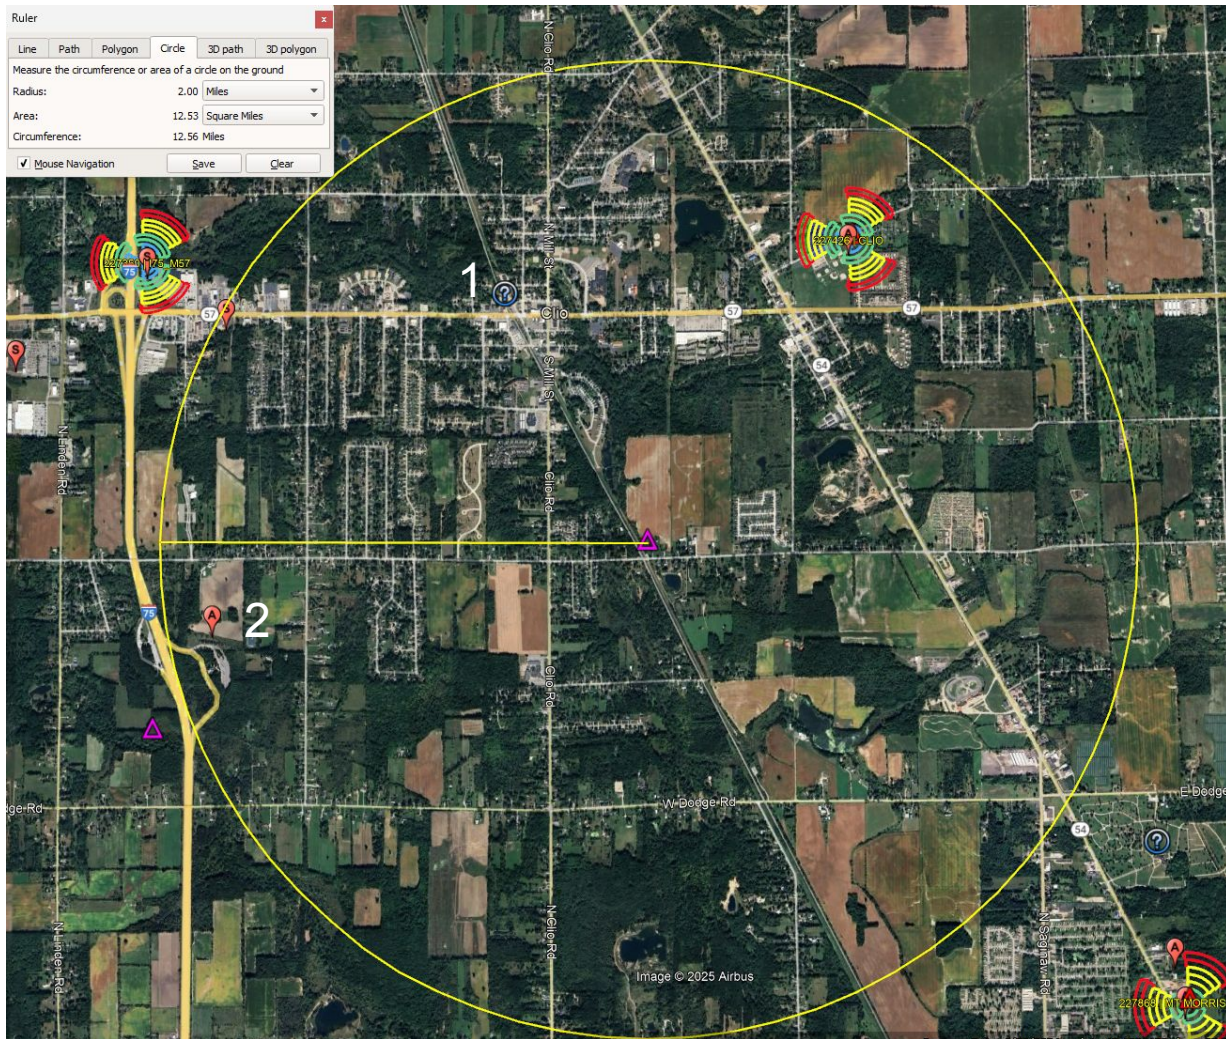 Ruler
x
Line Path Polygon Circle 3D path 3D polygon
Measure the circumference or area of a circle on the ground
Radius: 2.00 Miles
Area: 12.53 Square Miles
Circumference: 12.56 Miles
Mouse Navigation Save Clear
N Clio Rd
N Mill St
S
75
A
1
?
57
S
Clio
57
57
S
S Mill St
54
N Linden Rd
Clio Rd
75
A
2
Clio Rd
W Dodge Rd
E Dodge
dge Rd
54
?
N Linden Rd
N Clio Rd
N Saginaw Rd
A
Image © 2025 Airbus
MT MORRIS